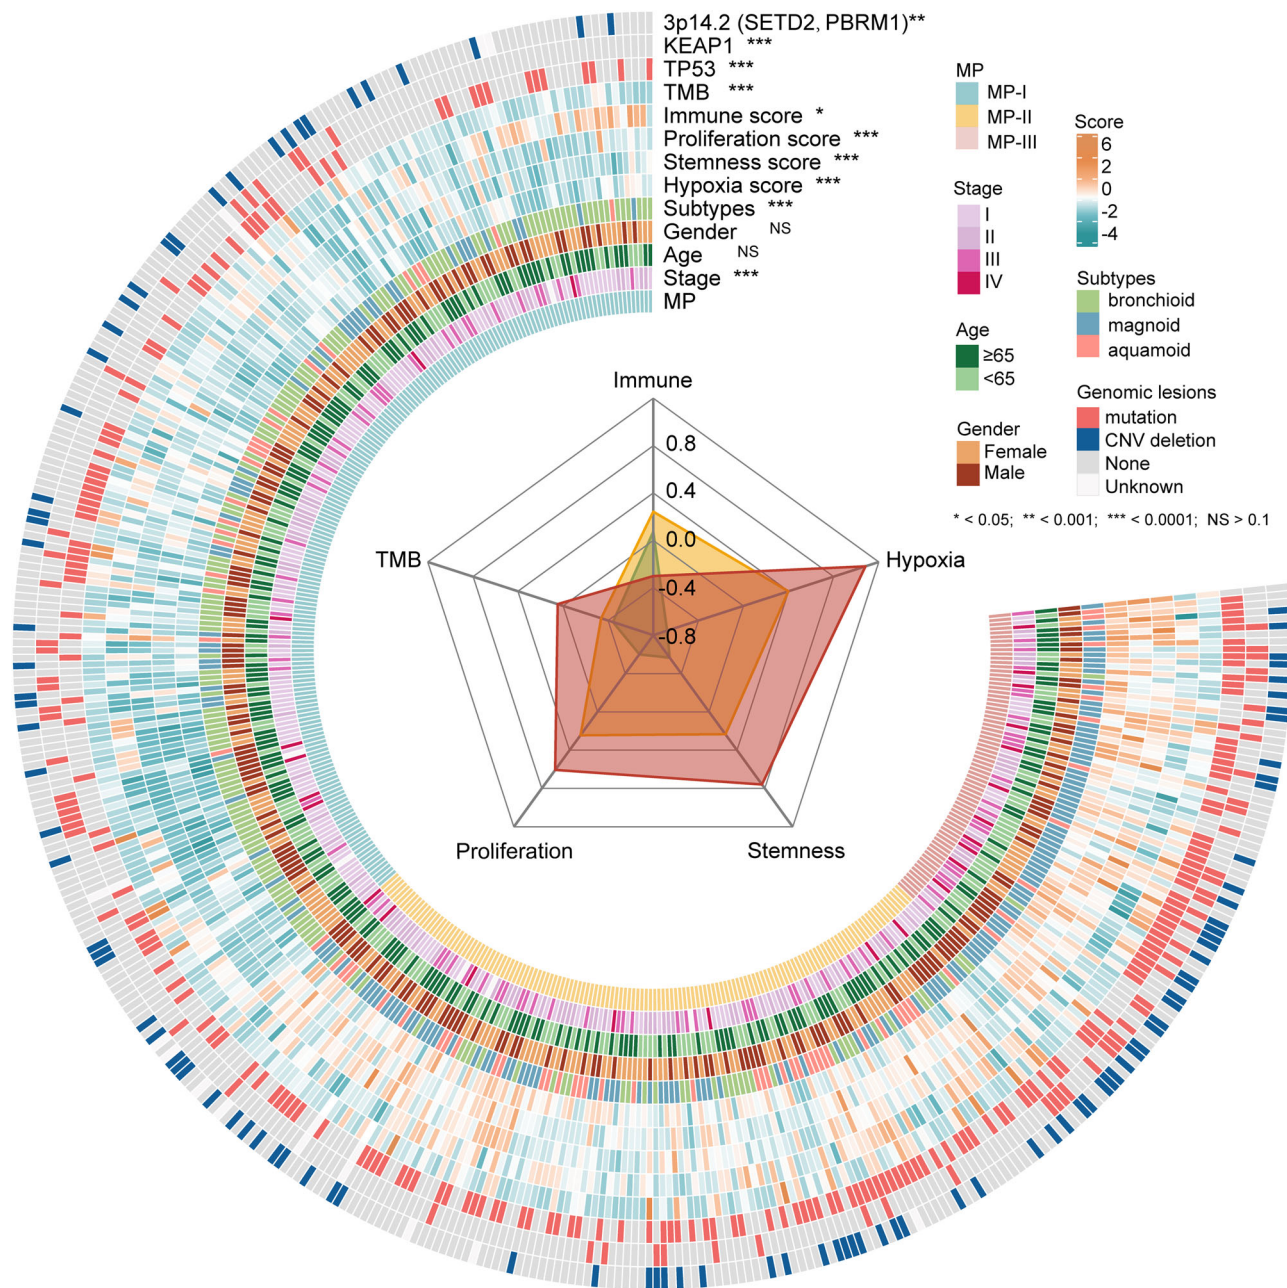 3p14.2 (SETD2, PBRM1)**
KEAP1 ***
TP53 ***
TMB ***
Immune score *
Proliferation score ***
Stemness score ***
Hypoxia score ***
Subtypes ***
Gender NS
Age NS
Stage ***
MP
MP
MP-I
MP-II
MP-III
Stage
I
II
III
IV
Age
≥65
<65
Gender
Female
Male
Score
6
2
0
-2
-4
Subtypes
bronchioid
magnoid
aquamoid
Genomic lesions
mutation
CNV deletion
None
Unknown
* < 0.05; ** < 0.001; *** < 0.0001; NS > 0.1
Immune
0.8
0.4
0.0
-0.4
-0.8
TMB
Hypoxia
Proliferation
Stemness